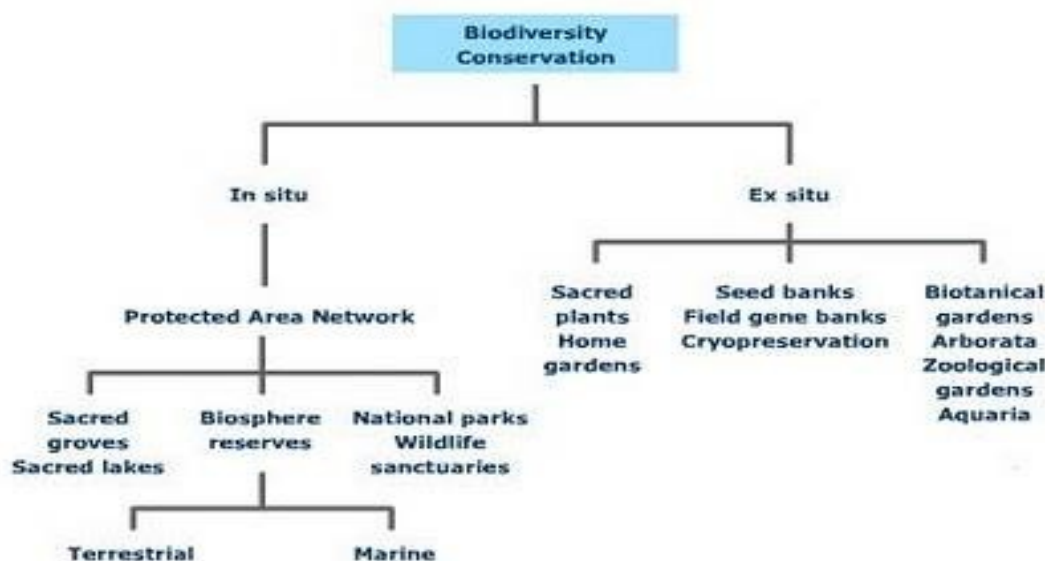 Biodiversity
Conservation
In situ
Ex situ
Protected Area Network
Sacred
plants
Home
gardens
Seed banks
Field gene banks
Cryopreservation
Biotanical
gardens
Arborata
Zoological
gardens
Aquaria
Sacred
groves
Sacred lakes
Biosphere
reserves
National parks
Wildlife
sanctuaries
Terrestrial
Marine